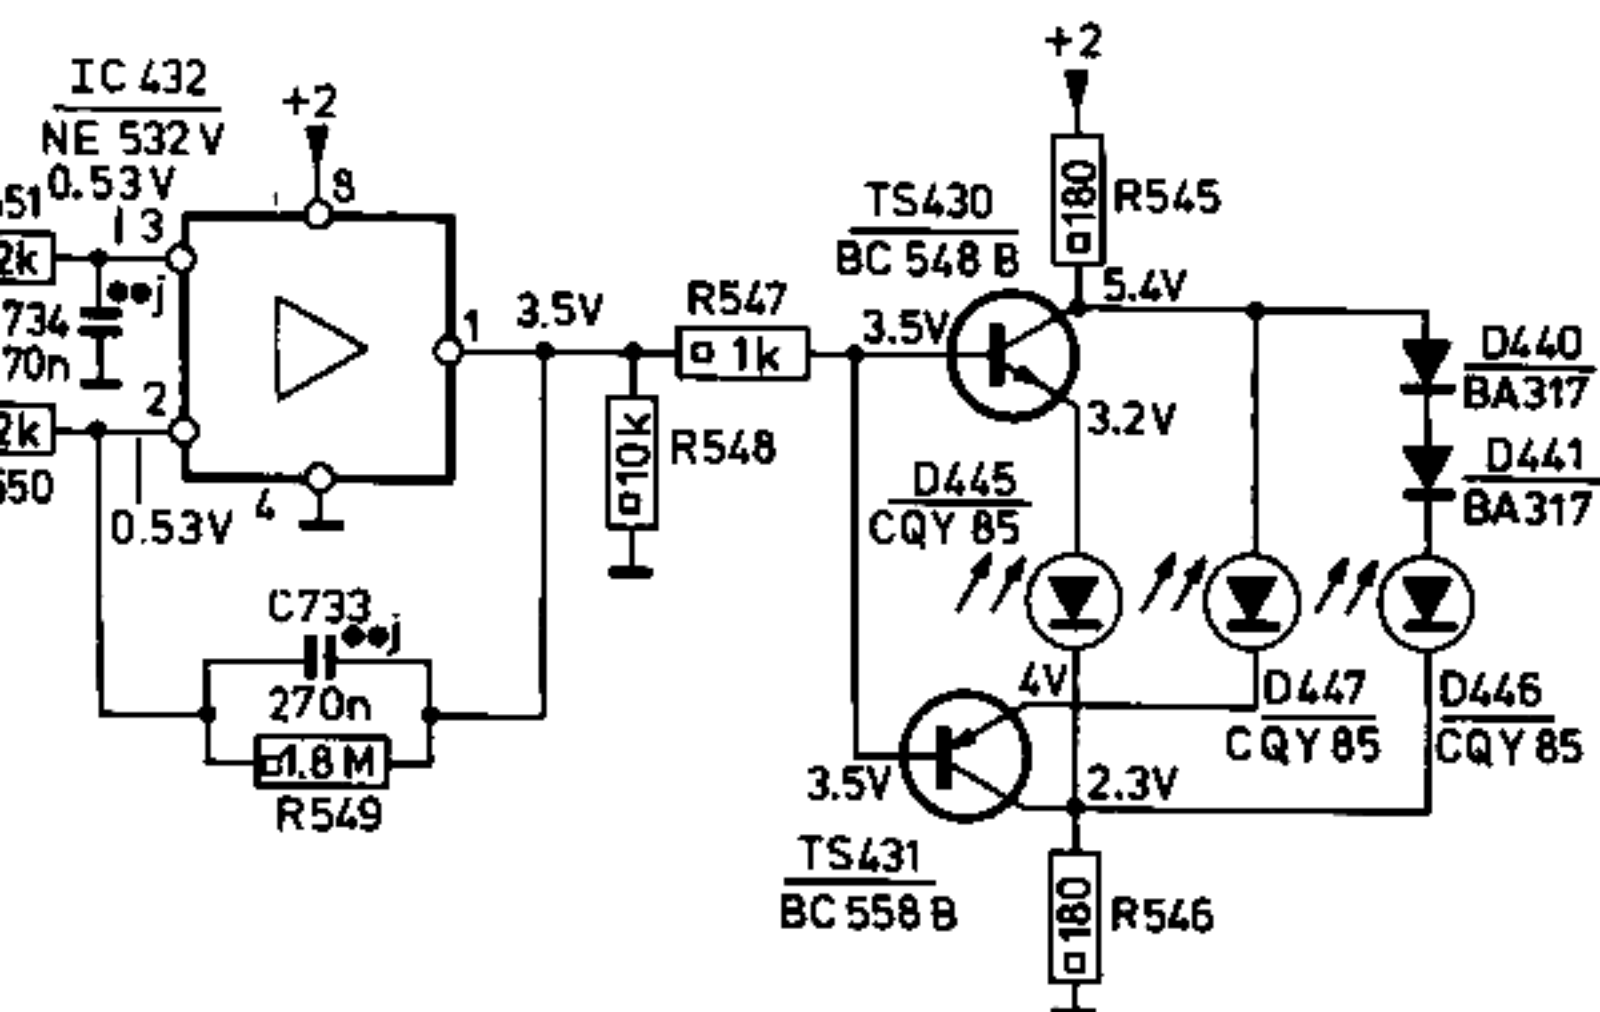 +2
IC 432
NE 532 V
0.53V
+2
8
3
51
2k
j
734
70n
1
3.5V
R547
1k
2
2k
50
4
0.53V
10k
R548
C733
j
270n
1.8 M
R549
TS430
BC 548 B
180
R545
5.4V
3.5V
3.2V
D440
BA317
D441
BA317
D445
CQY 85
4V
D447
CQY 85
D446
CQY 85
3.5V
2.3V
TS431
BC 558 B
180
R546